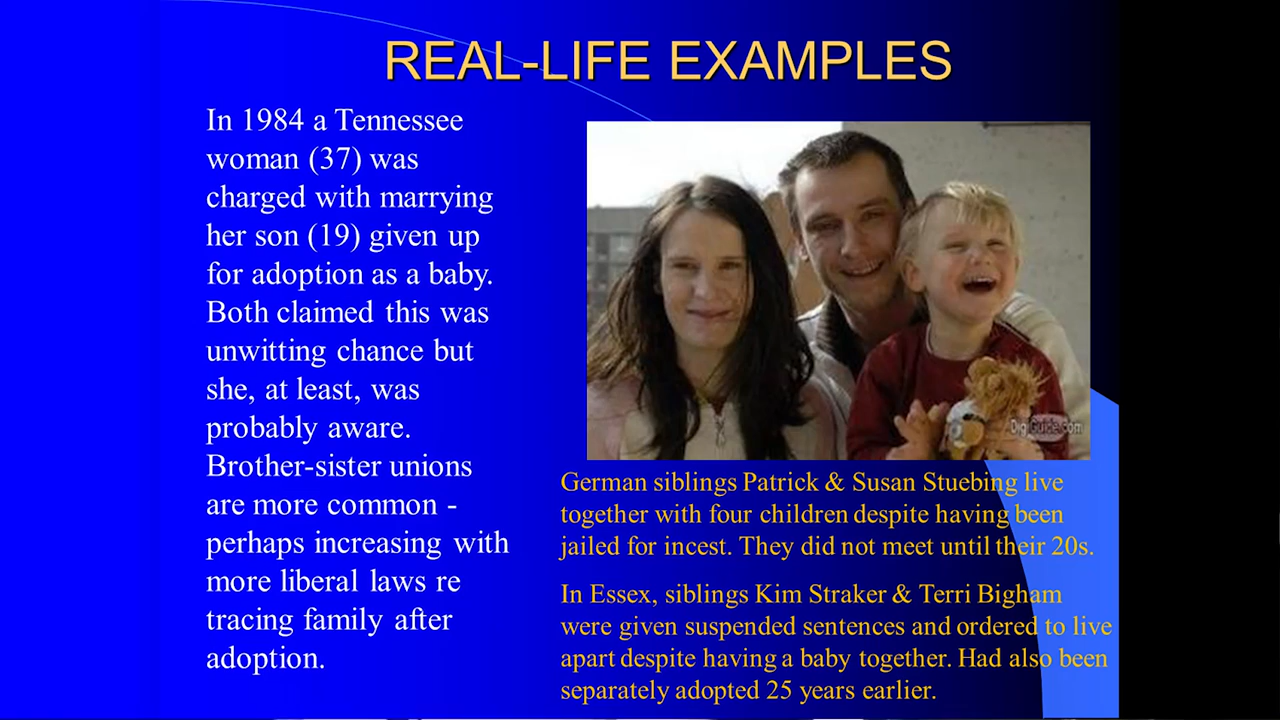 REAL-LIFE EXAMPLES
In 1984 a Tennessee
woman (37) was
charged with marrying
her son (19) given up
for adoption as a baby.
Both claimed this was
unwitting chance but
she, at least, was
probably aware.
Brother-sister unions
are more common -
perhaps increasing with
more liberal laws re
tracing family after
adoption.
DigiGuide.com
German siblings Patrick & Susan Stuebing live
together with four children despite having been
jailed for incest. They did not meet until their 20s.
In Essex, siblings Kim Straker & Terri Bigham
were given suspended sentences and ordered to live
apart despite having a baby together. Had also been
separately adopted 25 years earlier.